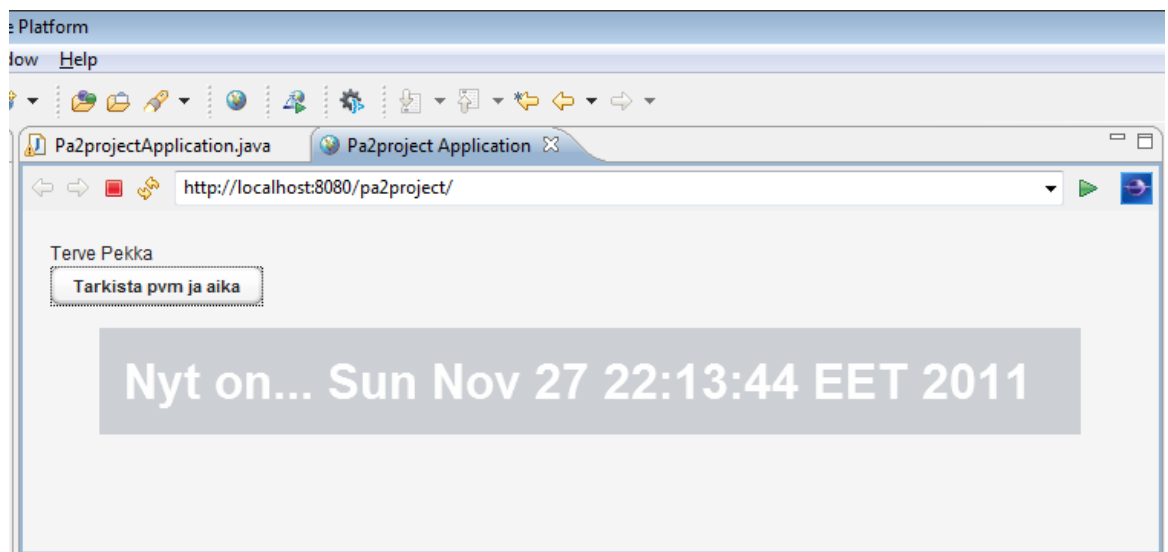 Platform
Help
Pa2projectApplication.java
Pa2project Application
http://localhost:8080/pa2project/
Terve Pekka
Tarkista pvm ja aika
Nyt on... Sun Nov 27 22:13:44 EET 2011